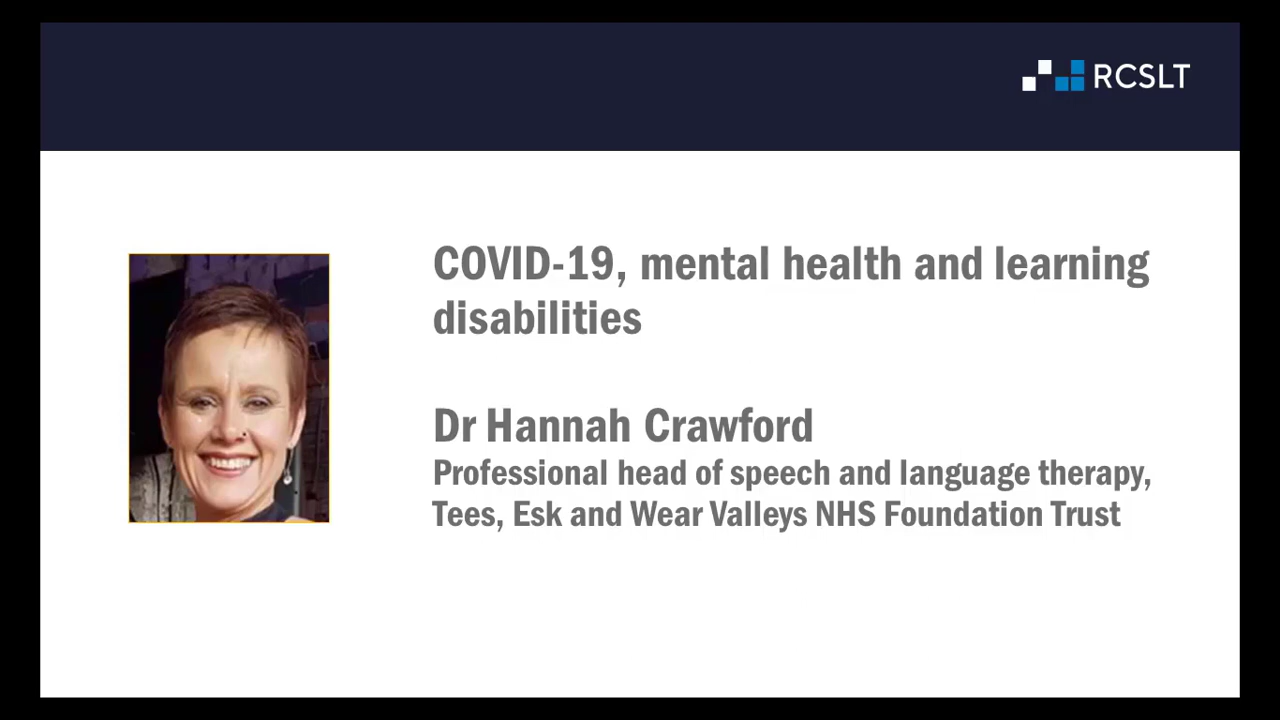 RCSLT
COVID-19, mental health and learning
disabilities
Dr Hannah Crawford
Professional head of speech and language therapy,
Tees, Esk and Wear Valleys NHS Foundation Trust